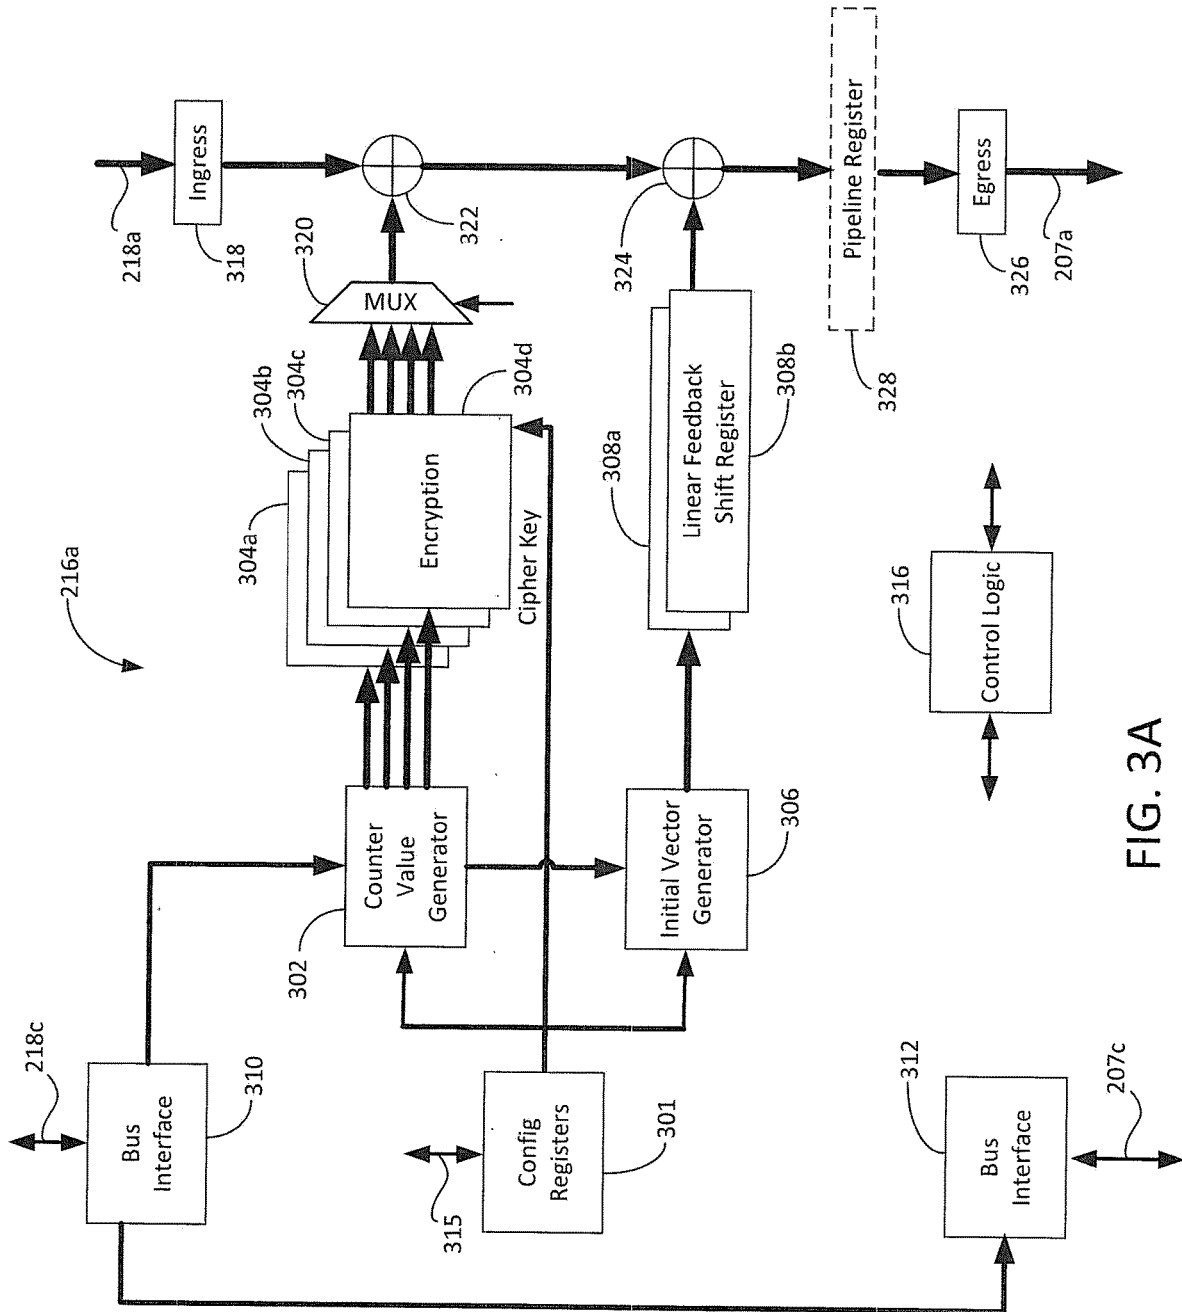 216a
218c
Bus
Interface
310
218a
Ingress
318
302
Counter
Value
Generator
304a
304b
304c
Encryption
304d
MUX
320
322
Cipher Key
315
Config
Registers
301
Initial Vector
Generator
306
308a
Linear Feedback
Shift Register
308b
324
Pipeline Register
328
312
Bus
Interface
207c
316
Control Logic
Egress
326
207a
FIG. 3A